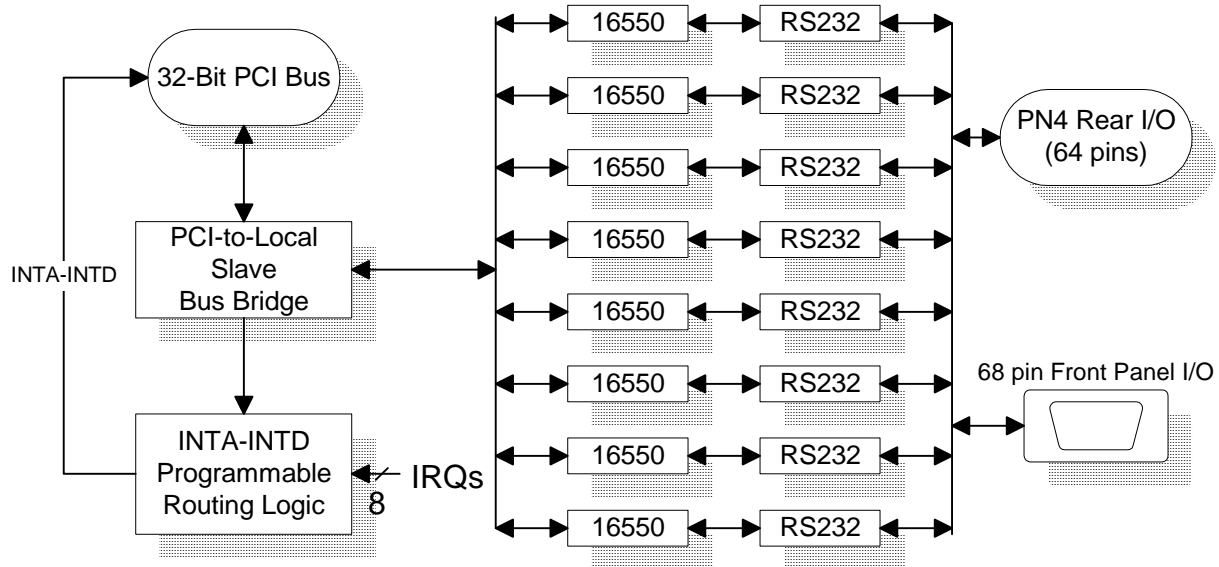 32-Bit PCI Bus
PCI-to-Local
Slave
Bus Bridge
INTA-INTD
INTA-INTD
Programmable
Routing Logic
IRQs
8
16550 RS232
16550 RS232
16550 RS232
16550 RS232
16550 RS232
16550 RS232
16550 RS232
16550 RS232
PN4 Rear I/O
(64 pins)
68 pin Front Panel I/O